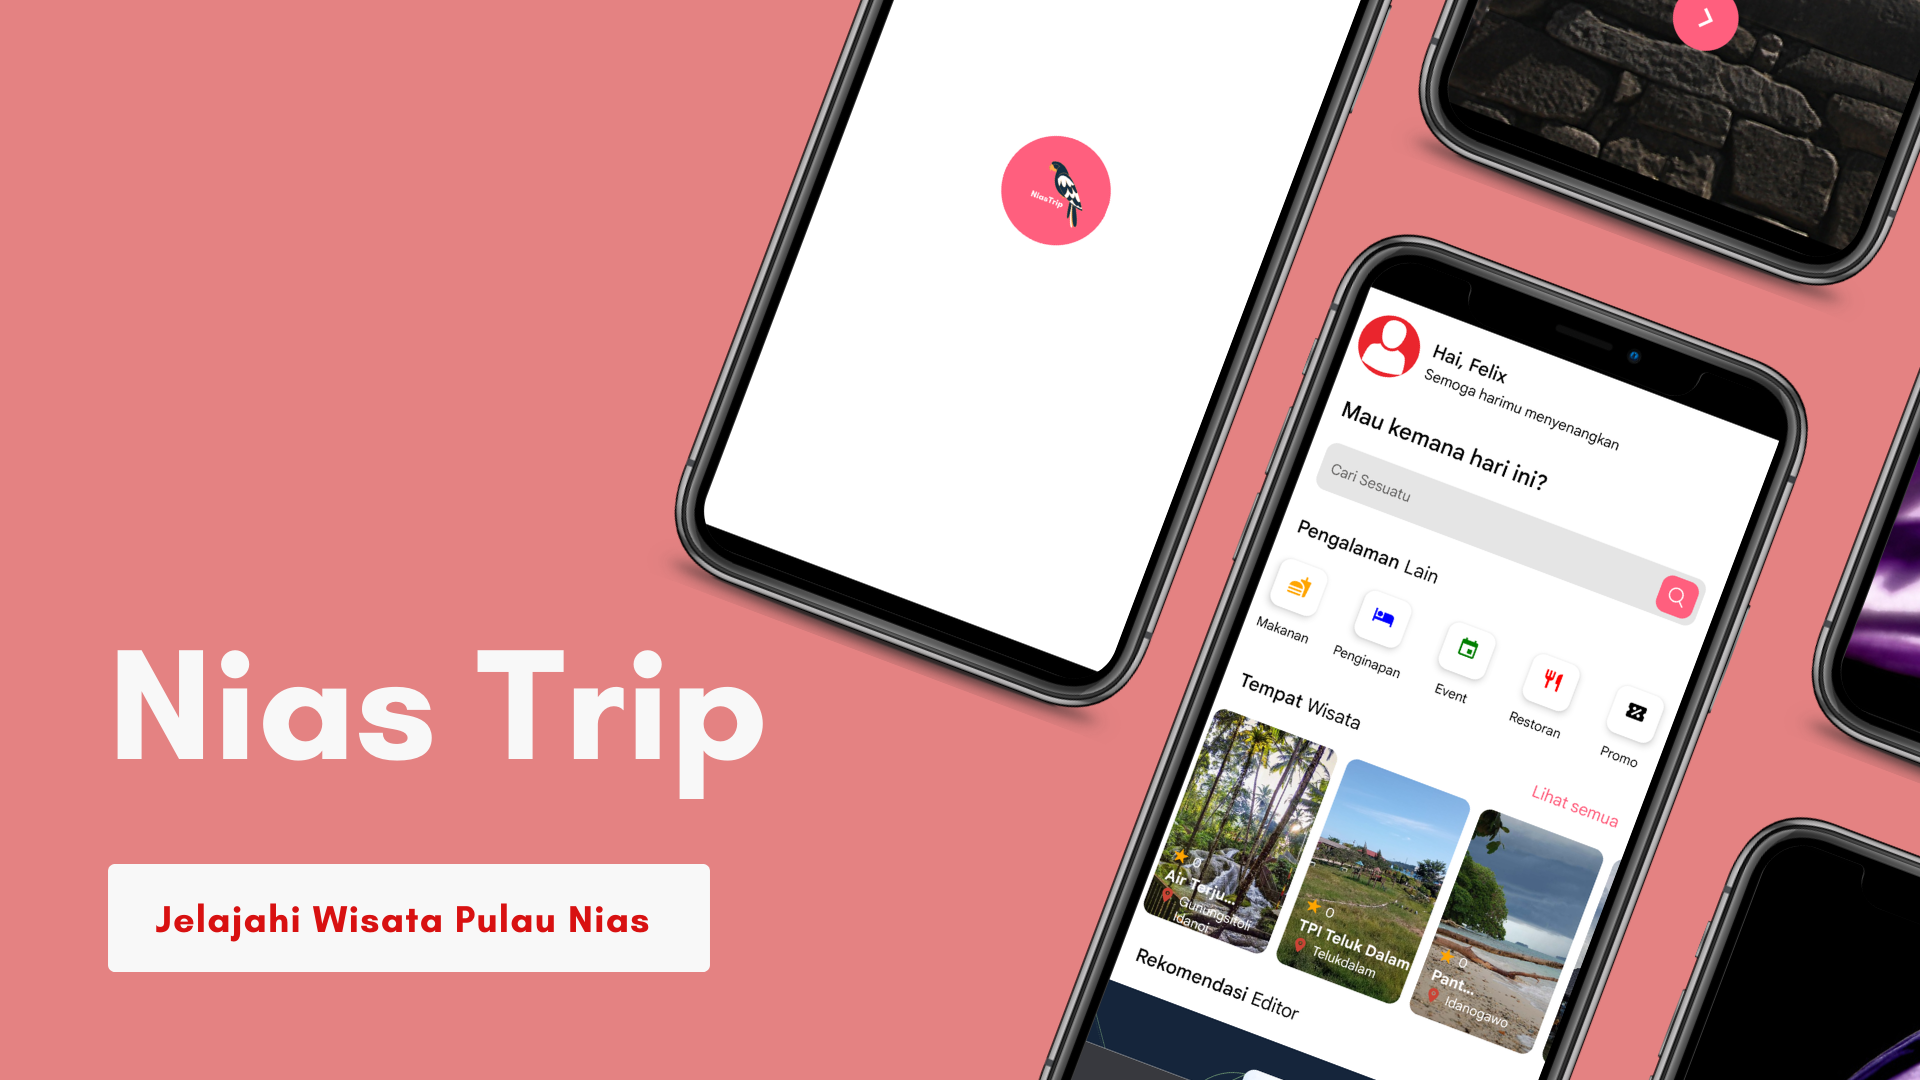 Nias Trip
Jelajahi Wisata Pulau Nias
NiasTrip
Hai, Felix
Semoga harimu menyenangkan
Mau kemana hari ini?
Cari Sesuatu
Pengalaman Lain
Makanan
Penginapan
Event
Restoran
Promo
Tempat Wisata
Lihat semua
0
Air Terju...
Gunungsitoli
Idanoi
0
TPI Teluk Dalam
Telukdalam
0
Pant...
Idanogawo
Rekomendasi Editor